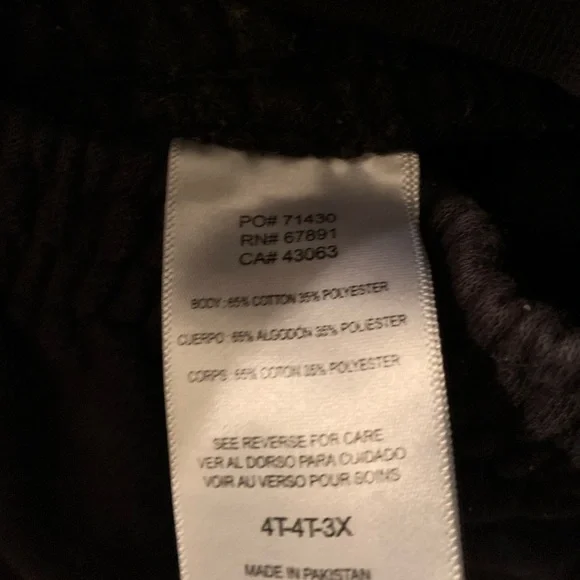 PO# 71430
RN# 67891
CA# 43063
BODY: 65% COTTON 35% POLYESTER
CUERPO: 65% ALGODÓN 35% POLIESTER
CORPS: 65% COTON 35% POLYESTER
SEE REVERSE FOR CARE
VER AL DORSO PARA CUIDADO
VOIR AU VERSO POUR SOINS
4T-4T-3X
MADE IN PAKISTAN